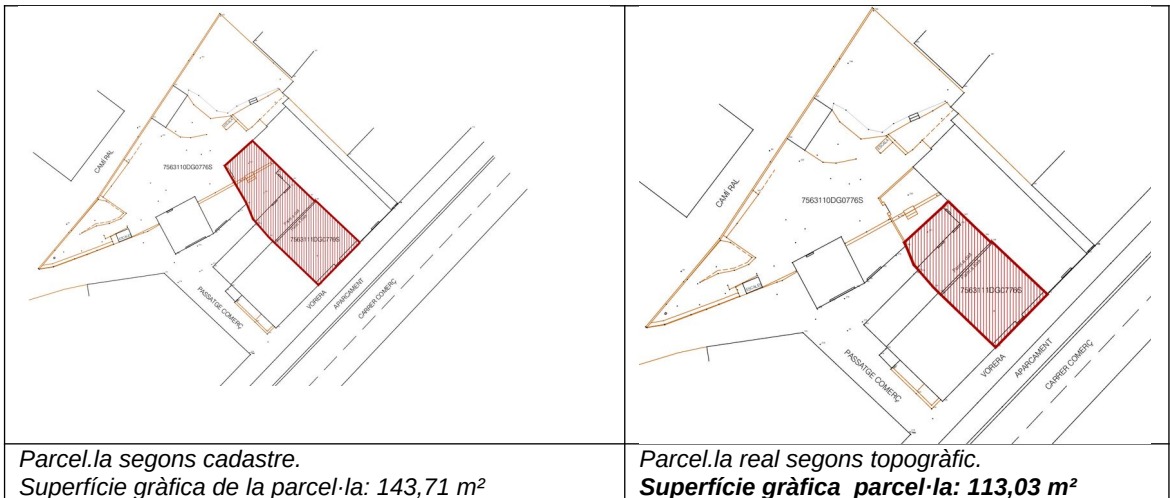 CAMÍ RAL
7563110DG0776S
7563111DG0776S
PASSATGE COMERÇ
VORERA
APARCAMENT
CARRER COMERÇ
Parcel.la segons cadastre.
Superfície gràfica de la parcel·la: 143,71 m²
CAMÍ RAL
7563110DG0776S
7563111DG0776S
PASSATGE COMERÇ
VORERA
APARCAMENT
CARRER COMERÇ
Parcel.la real segons topogràfic.
Superfície gràfica parcel·la: 113,03 m²